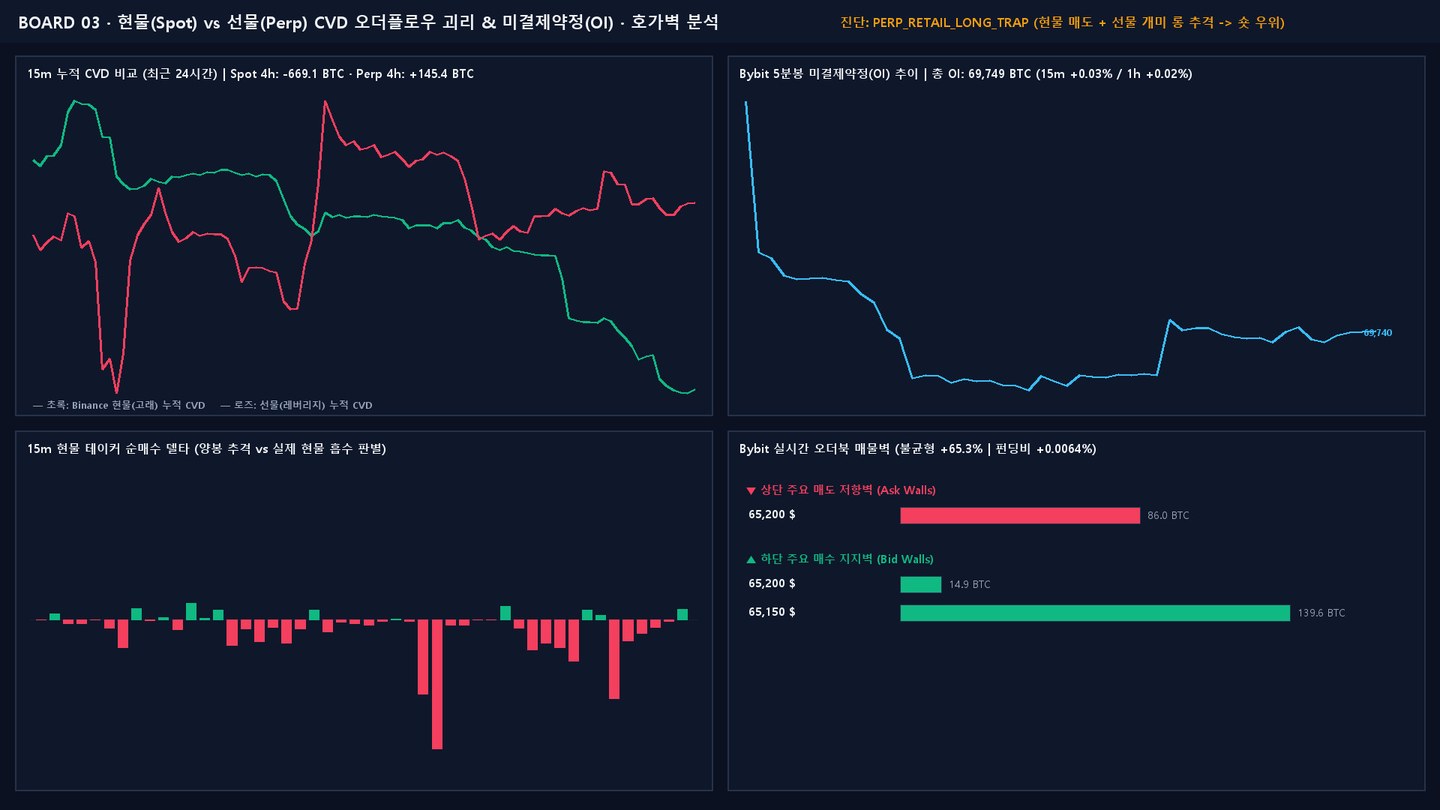 BOARD 03 · 현물(Spot) vs 선물(Perp) CVD 오더플로우 괴리 & 미결제약정(OI) · 호가벽 분석
진단: PERP_RETAIL_LONG_TRAP (현물 매도 + 선물 개미 롱 추격 -> 숏 우위)
15m 누적 CVD 비교 (최근 24시간) | Spot 4h: -669.1 BTC · Perp 4h: +145.4 BTC
— 초록: Binance 현물(고래) 누적 CVD — 로즈: 선물(레버리지) 누적 CVD
Bybit 5분봉 미결제약정(OI) 추이 | 총 OI: 69,749 BTC (15m +0.03% / 1h +0.02%)
69,740
15m 현물 테이커 순매수 델타 (양봉 추격 vs 실제 현물 흡수 판별)
Bybit 실시간 오더북 매물벽 (불균형 +65.3% | 펀딩비 +0.0064%)
▼ 상단 주요 매도 저항벽 (Ask Walls)
65,200 $ 86.0 BTC
▲ 하단 주요 매수 지지벽 (Bid Walls)
65,200 $ 14.9 BTC
65,150 $ 139.6 BTC